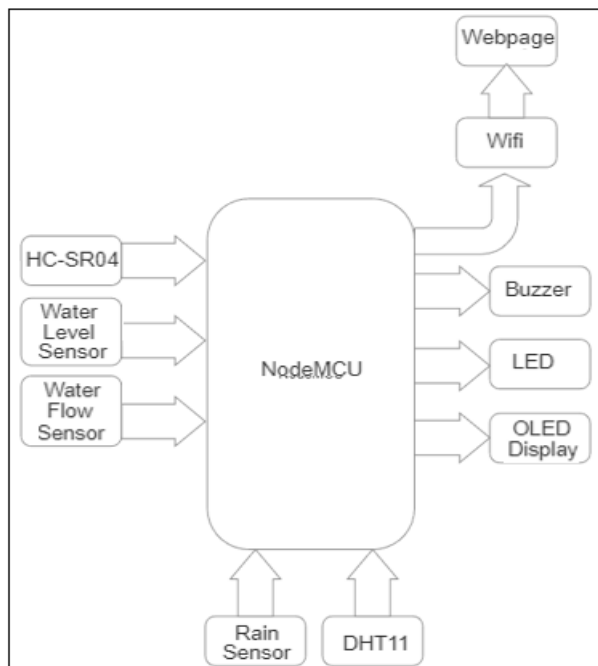 Webpage
Wifi
HC-SR04
Water
Level
Sensor
Water
Flow
Sensor
NodeMCU
Buzzer
LED
OLED
Display
Rain
Sensor
DHT11